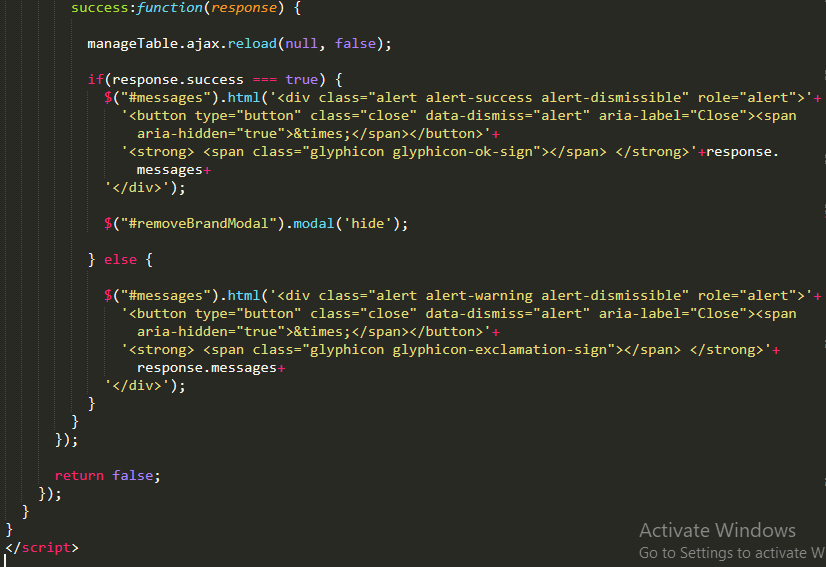 success:function(response) {
manageTable.ajax.reload(null, false);
if(response.success === true) {
$("#messages").html('<div class="alert alert-success alert-dismissible" role="alert">'+
'<button type="button" class="close" data-dismiss="alert" aria-label="Close"><span
aria-hidden="true">&times;</span></button>'+
'<strong> <span class="glyphicon glyphicon-ok-sign"></span> </strong>'+response.
messages+
'</div>');
$("#removeBrandModal").modal('hide');
} else {
$("#messages").html('<div class="alert alert-warning alert-dismissible" role="alert">'+
'<button type="button" class="close" data-dismiss="alert" aria-label="Close"><span
aria-hidden="true">&times;</span></button>'+
'<strong> <span class="glyphicon glyphicon-exclamation-sign"></span> </strong>'+
response.messages+
'</div>');
}
}
});
return false;
});
}
}
</script>
Activate Windows
Go to Settings to activate W